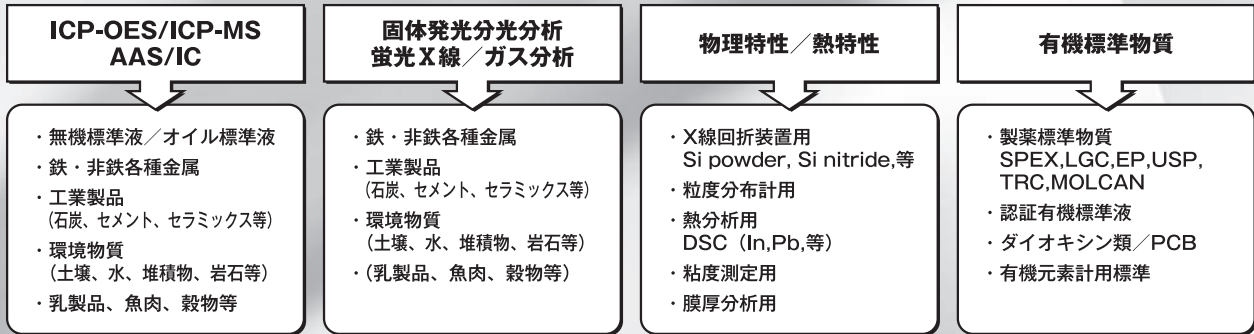 ICP-OES/ICP-MS
AAS/IC
・無機標準液／オイル標準液
・鉄・非鉄各種金属
・工業製品
(石炭、セメント、セラミックス等)
・環境物質
(土壌、水、堆積物、岩石等)
・乳製品、魚肉、穀物等
固体発光分光分析
蛍光X線／ガス分析
・鉄・非鉄各種金属
・工業製品
(石炭、セメント、セラミックス等)
・環境物質
(土壌、水、堆積物、岩石等)
・(乳製品、魚肉、穀物等)
物理特性／熱特性
・X線回折装置用
Si powder, Si nitride,等
・粒度分布計用
・熱分析用
DSC（In,Pb,等）
・粘度測定用
・膜厚分析用
有機標準物質
・製薬標準物質
SPEX,LGC,EP,USP,
TRC,MOLCAN
・認証有機標準液
・ダイオキシン類／PCB
・有機元素計用標準